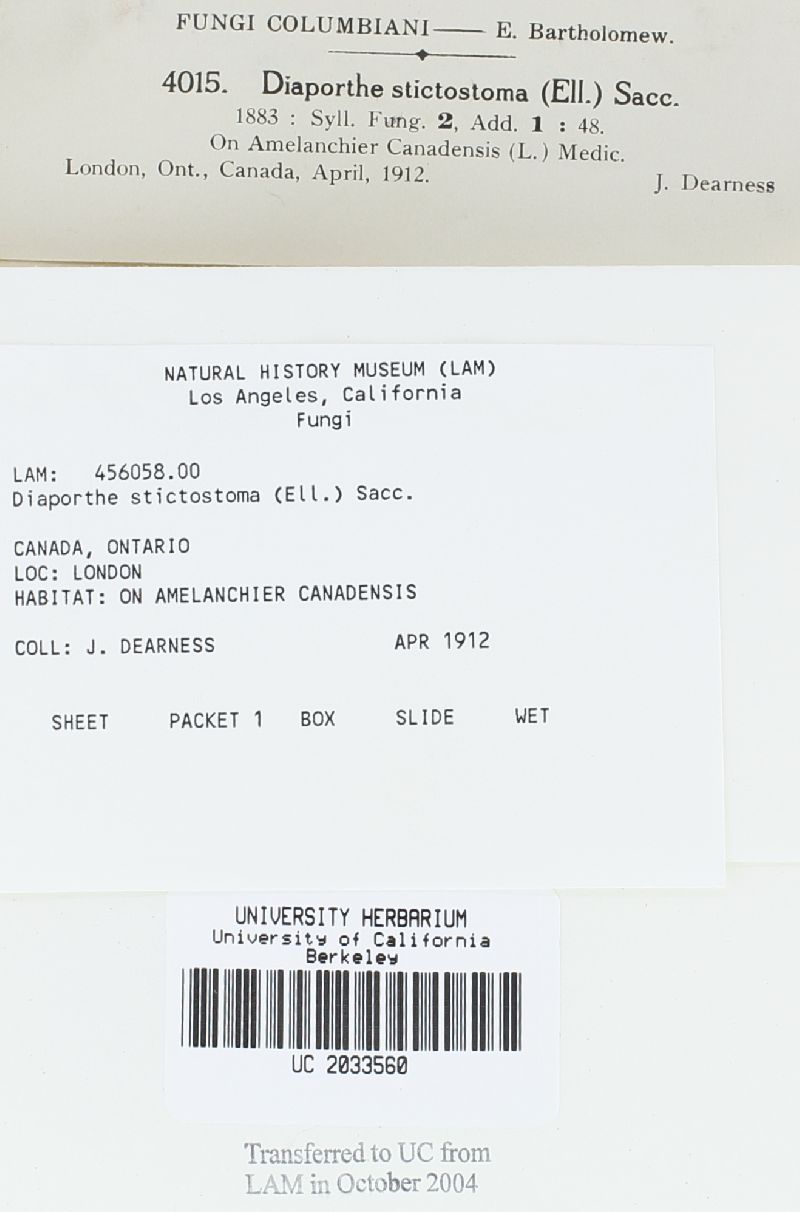 FUNGI COLUMBIANI—— E. Bartholomew.
4015. Diaporthe stictostoma (Ell.) Sacc.
1883 : Syll. Fung. 2, Add. 1 : 48.
On Amelanchier Canadensis (L.) Medic.
London, Ont., Canada, April, 1912. J. Dearness
NATURAL HISTORY MUSEUM (LAM)
Los Angeles, California
Fungi
LAM: 456058.00
Diaporthe stictostoma (Ell.) Sacc.
CANADA, ONTARIO
LOC: LONDON
HABITAT: ON AMELANCHIER CANADENSIS
COLL: J. DEARNESS APR 1912
SHEET PACKET 1 BOX SLIDE WET
UNIVERSITY HERBARIUM
University of California
Berkeley
UC 2033560
Transferred to UC from
LAM in October 2004